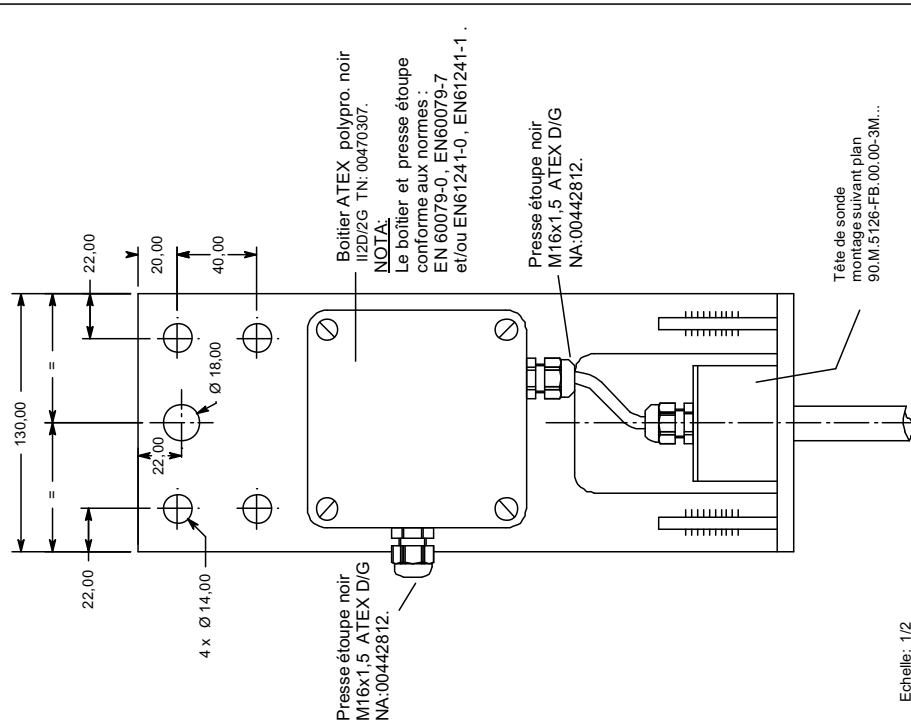 130,00
=
=
22,00
22,00
20,00
40,00
22,00
Ø 18,00
4 x Ø 14,00
Boitier ATEX polypro. noir
II2D/2G TN: 00470307.
NOTA:
Le boîtier et presse étoupe
conforme aux normes :
EN 60079-0 , EN60079-7
et/ou EN61241-0 , EN61241-1 .
Presse étoupe noir
M16x1,5 ATEX D/G
NA:00442812.
Presse étoupe noir
M16x1,5 ATEX D/G
NA:00442812.
Tête de sonde
montage suivant plan
90.M.5126-FB.00.00-3M...
Echelle: 1/2